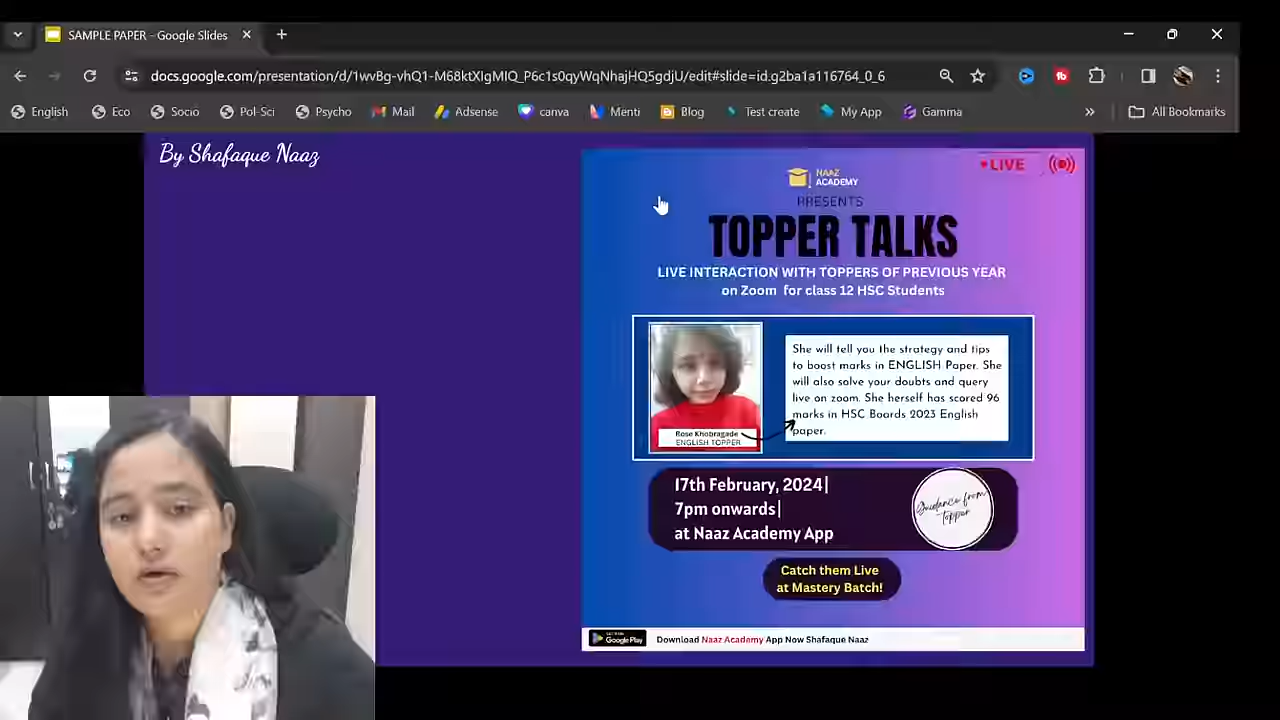 SAMPLE PAPER - Google Slides
docs.google.com/presentation/d/1wvBg-vhQ1-M68ktXIgMIQ_P6c1s0qyWqNhajHQ5gdjU/edit#slide=id.g2ba1a116764_0_6
English Eco Socio Pol-Sci Psycho Mail Adsense canva Menti Blog Test create My App Gamma » All Bookmarks
By Shafaque Naaz
•LIVE
NAAZ
ACADEMY
PRESENTS
TOPPER TALKS
LIVE INTERACTION WITH TOPPERS OF PREVIOUS YEAR
on Zoom for class 12 HSC Students
She will tell you the strategy and tips
to boost marks in ENGLISH Paper. She
will also solve your doubts and query
live on zoom. She herself has scored 96
marks in HSC Boards 2023 English
paper.
Rose Khobragade
ENGLISH TOPPER
17th February, 2024|
7pm onwards|
at Naaz Academy App
Guidance from
Topper
Catch them Live
at Mastery Batch!
Google Play
Download Naaz Academy App Now Shafaque Naaz